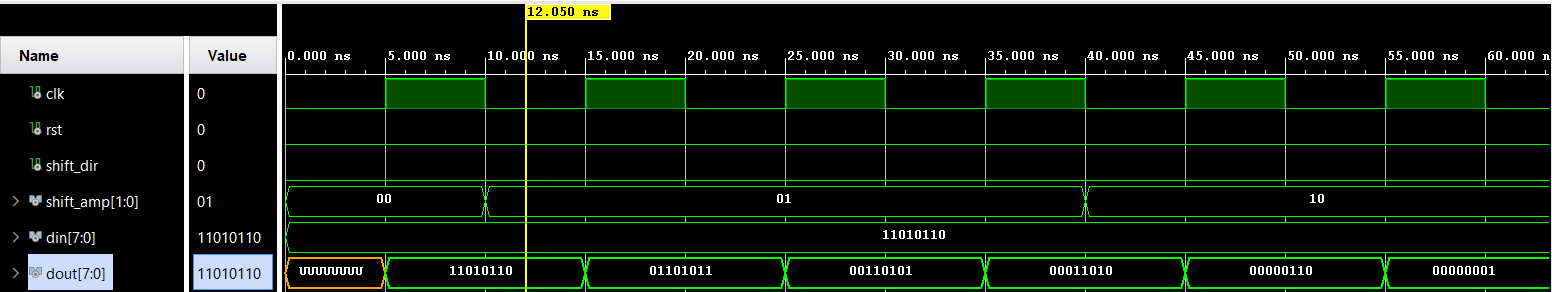 12.050 ns
Name Value
0.000 ns 5.000 ns 10.000 ns 15.000 ns 20.000 ns 25.000 ns 30.000 ns 35.000 ns 40.000 ns 45.000 ns 50.000 ns 55.000 ns 60.000 n
clk 0
rst 0
shift_dir 0
shift_amp[1:0] 01 00 01 10
din[7:0] 11010110 11010110
dout[7:0] 11010110 UUUUUUUU 11010110 01101011 00110101 00011010 00000110 00000001